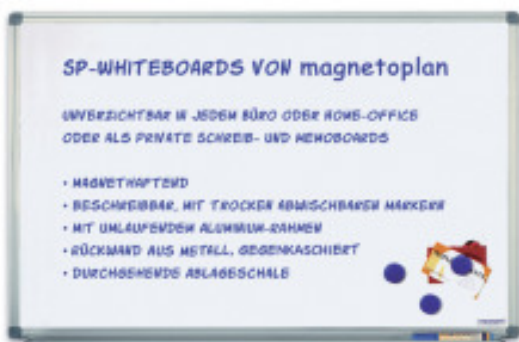 SP-WHITEBOARDS VON magnetoplan
UNVERZICHTBAR IN JEDEM BÜRO ODER HOME-OFFICE
ODER ALS PRIVATE SCHREIB- UND MEMOBOARDS
• MAGNETHAFTEND
• BESCHREIBBAR, MIT TROCKEN ABWISCHBAREN MARKERN
• MIT UMLAUFENDEM ALUMINIUM-RAHMEN
• RÜCKWAND AUS METALL, GEGENKASCHIERT
• DURCHGEHENDE ABLAGESCHALE